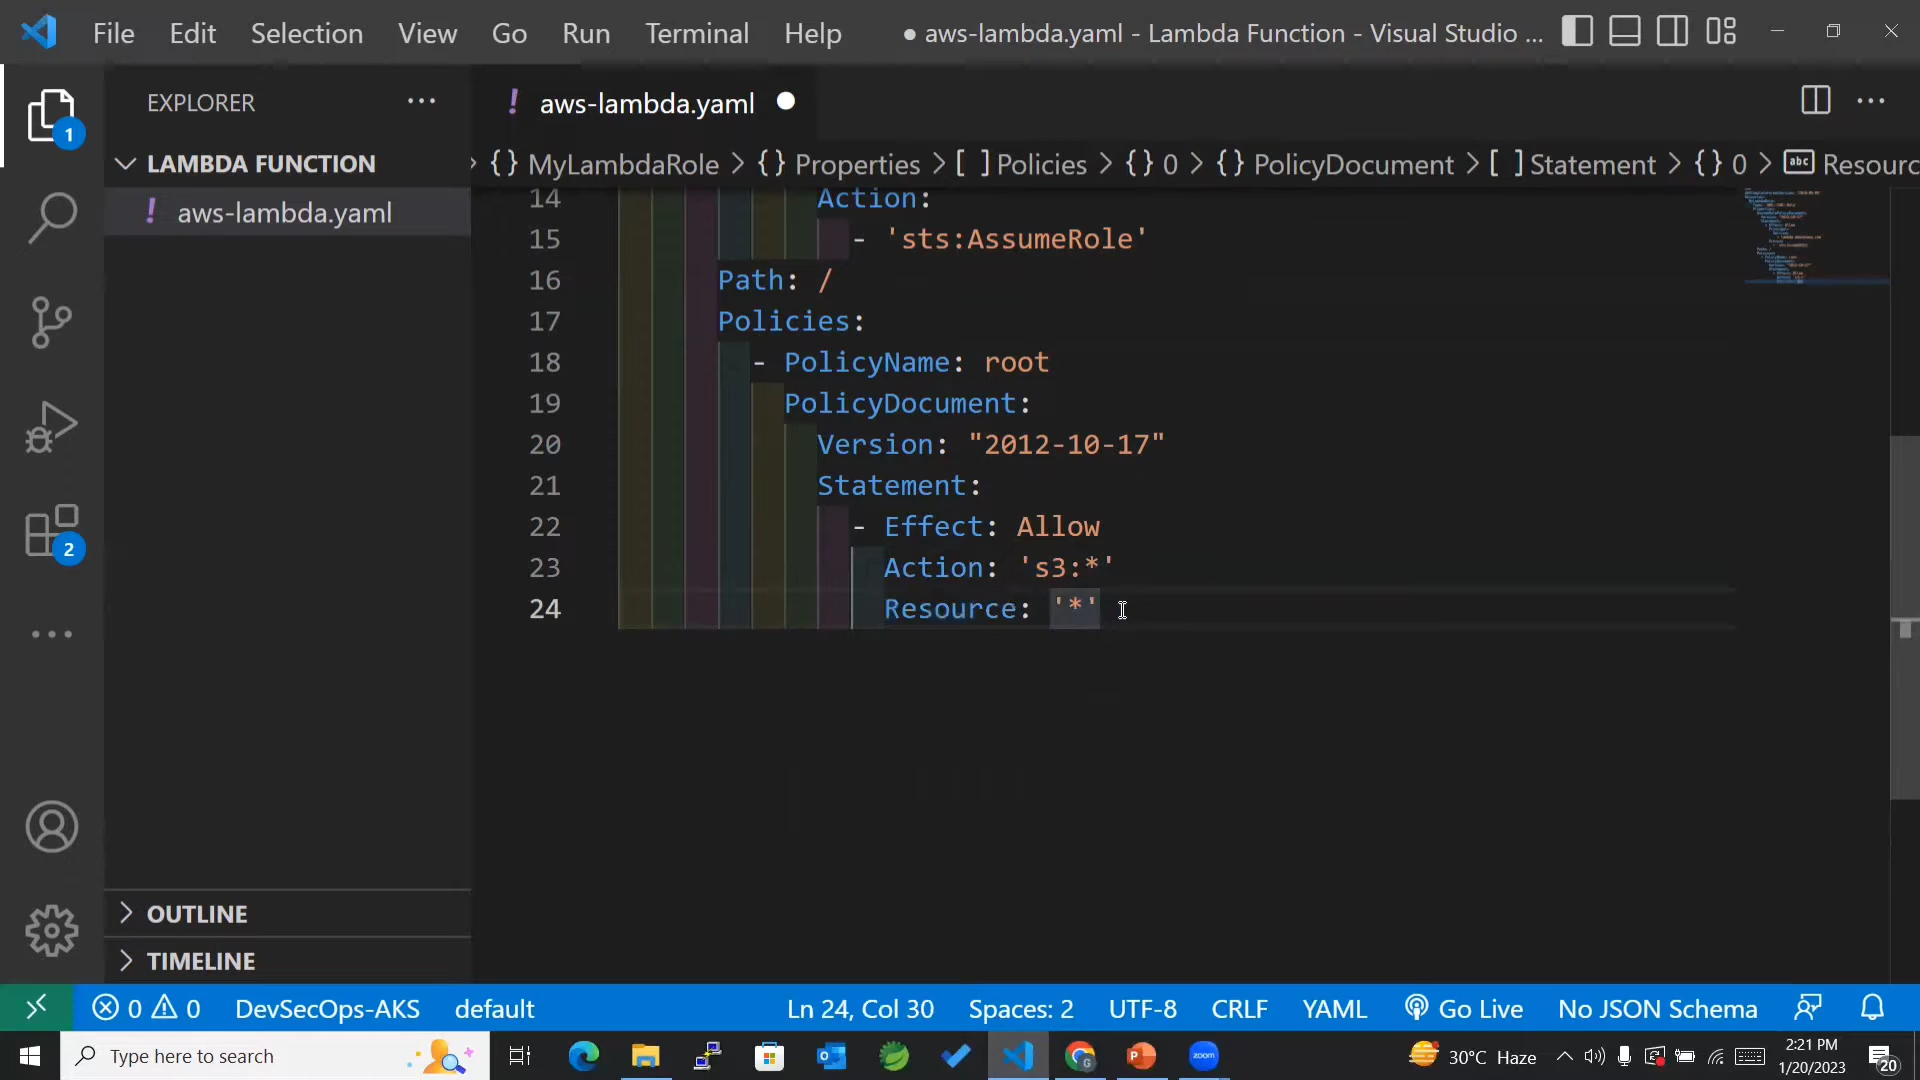 File Edit Selection View Go Run Terminal Help ● aws-lambda.yaml - Lambda Function - Visual Studio ...
EXPLORER ···
! aws-lambda.yaml ●
LAMBDA FUNCTION
! aws-lambda.yaml
> {} MyLambdaRole > {} Properties > [ ] Policies > {} 0 > {} PolicyDocument > [ ] Statement > {} 0 > abc Resourc
14 Action:
15 - 'sts:AssumeRole'
16 Path: /
17 Policies:
18 - PolicyName: root
19 PolicyDocument:
20 Version: "2012-10-17"
21 Statement:
22 - Effect: Allow
23 Action: 's3:*'
24 Resource: '*'
1
2
OUTLINE
TIMELINE
0 0 DevSecOps-AKS default Ln 24, Col 30 Spaces: 2 UTF-8 CRLF YAML Go Live No JSON Schema
Type here to search zoom 30°C Haze 2:21 PM
1/20/2023 20